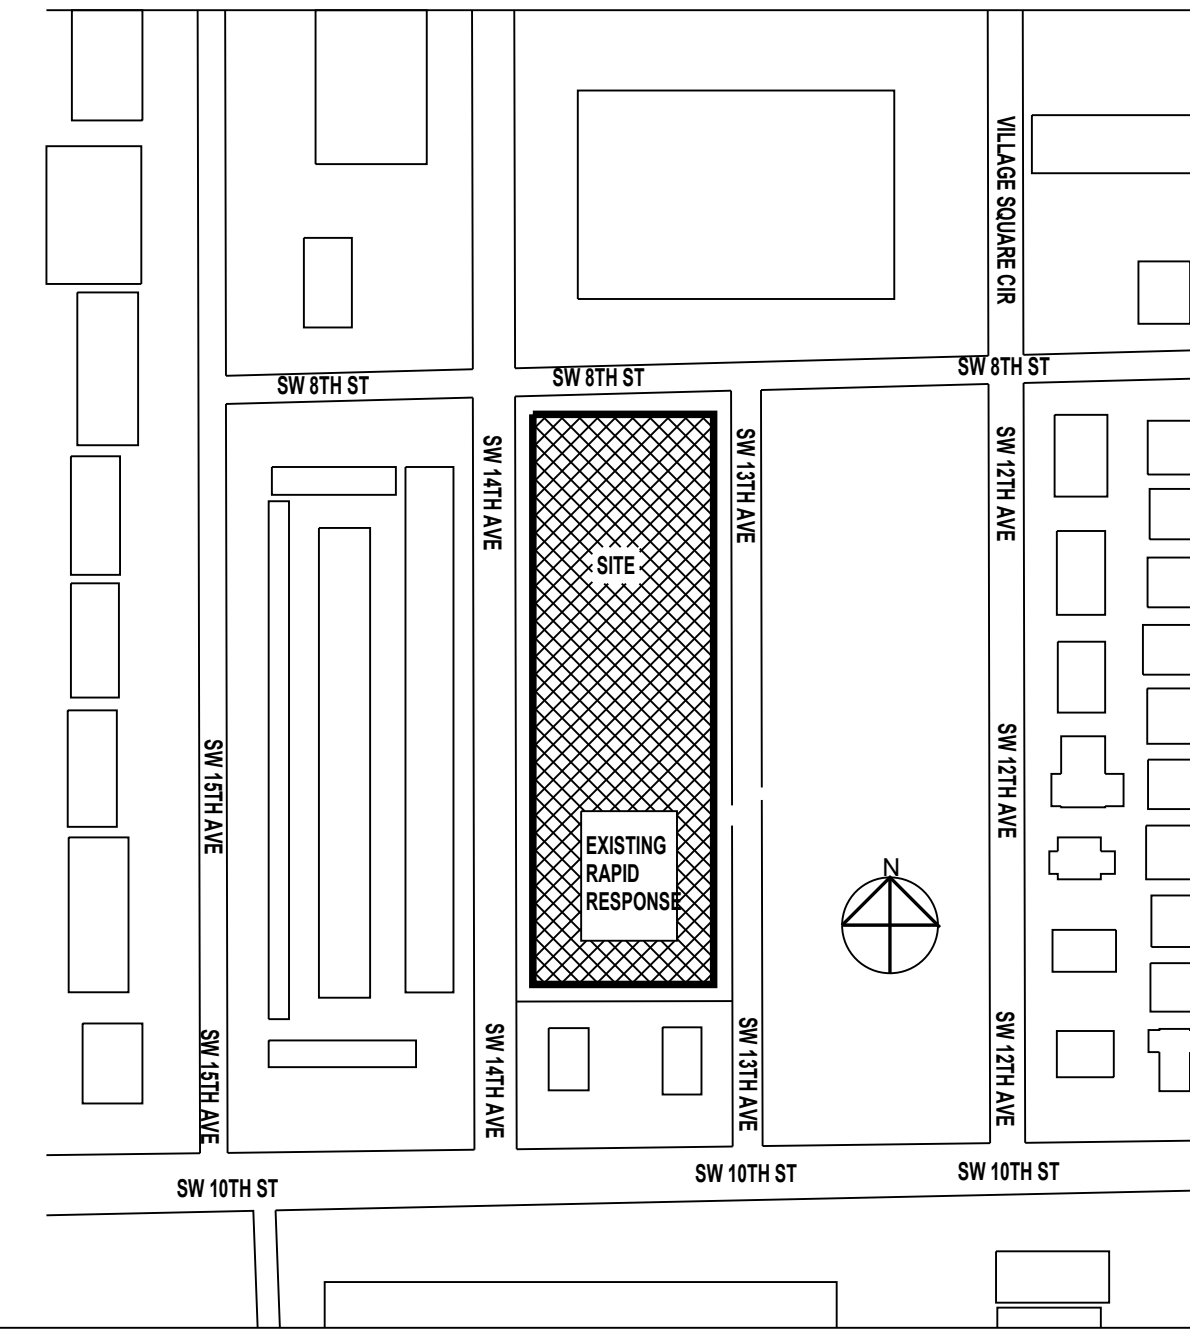 VILLAGE SQUARE CIR
SW 8TH ST
SW 8TH ST
SW 8TH ST
SW 14TH AVE
SW 13TH AVE
SW 12TH AVE
SITE
SW 15TH AVE
SW 12TH AVE
EXISTING
RAPID
RESPONSE
N
SW 15TH AVE
SW 14TH AVE
SW 13TH AVE
SW 12TH AVE
SW 10TH ST
SW 10TH ST
SW 10TH ST